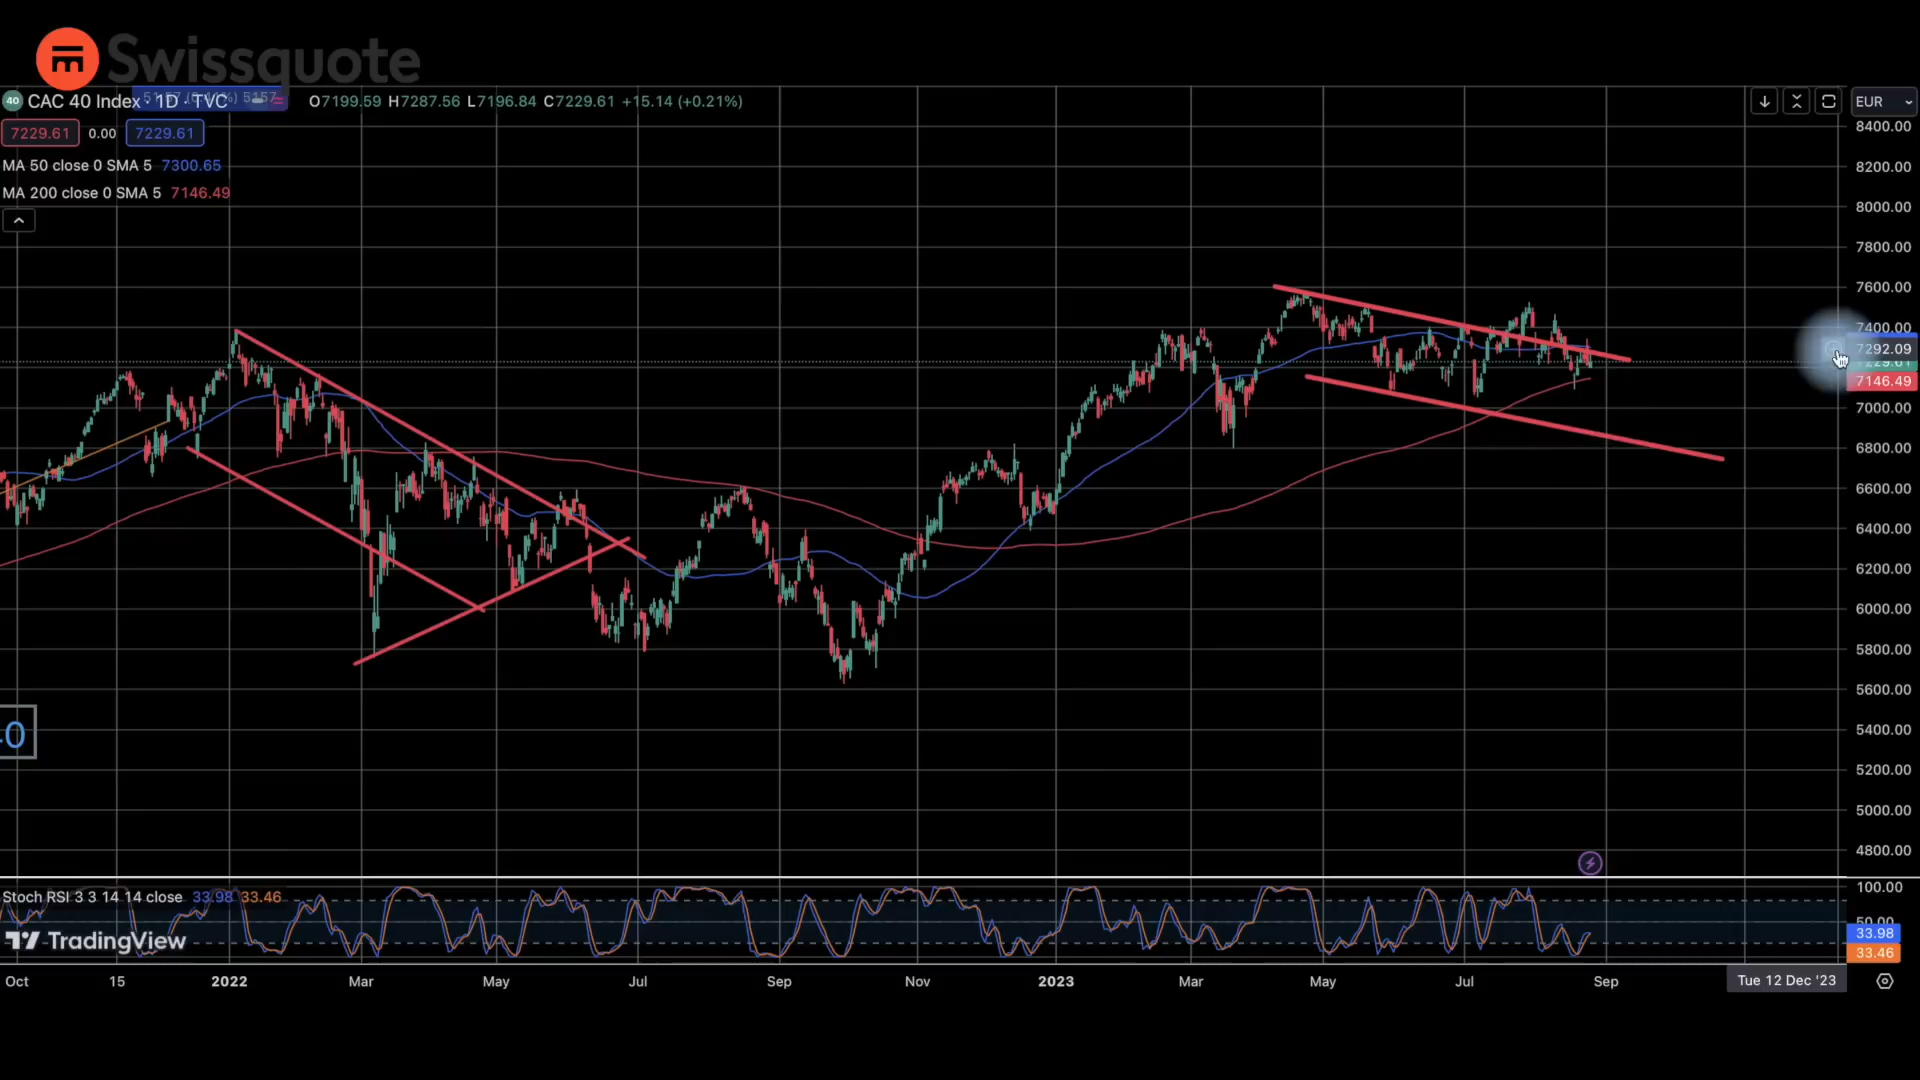 Swissquote
40 CAC 40 Index · 1D · TVC O7199.59 H7287.56 L7196.84 C7229.61 +15.14 (+0.21%)
EUR
7229.61 0.00 7229.61
MA 50 close 0 SMA 5 7300.65
MA 200 close 0 SMA 5 7146.49
8400.00
8200.00
8000.00
7800.00
7600.00
7400.00
7292.09
7229.61
7146.49
7000.00
6800.00
6600.00
6400.00
6200.00
6000.00
5800.00
5600.00
5400.00
5200.00
5000.00
4800.00
Stoch RSI 3 3 14 14 close 33.98 33.46
100.00
50.00
33.98
33.46
TradingView
Oct 15 2022 Mar May Jul Sep Nov 2023 Mar May Jul Sep Tue 12 Dec '23